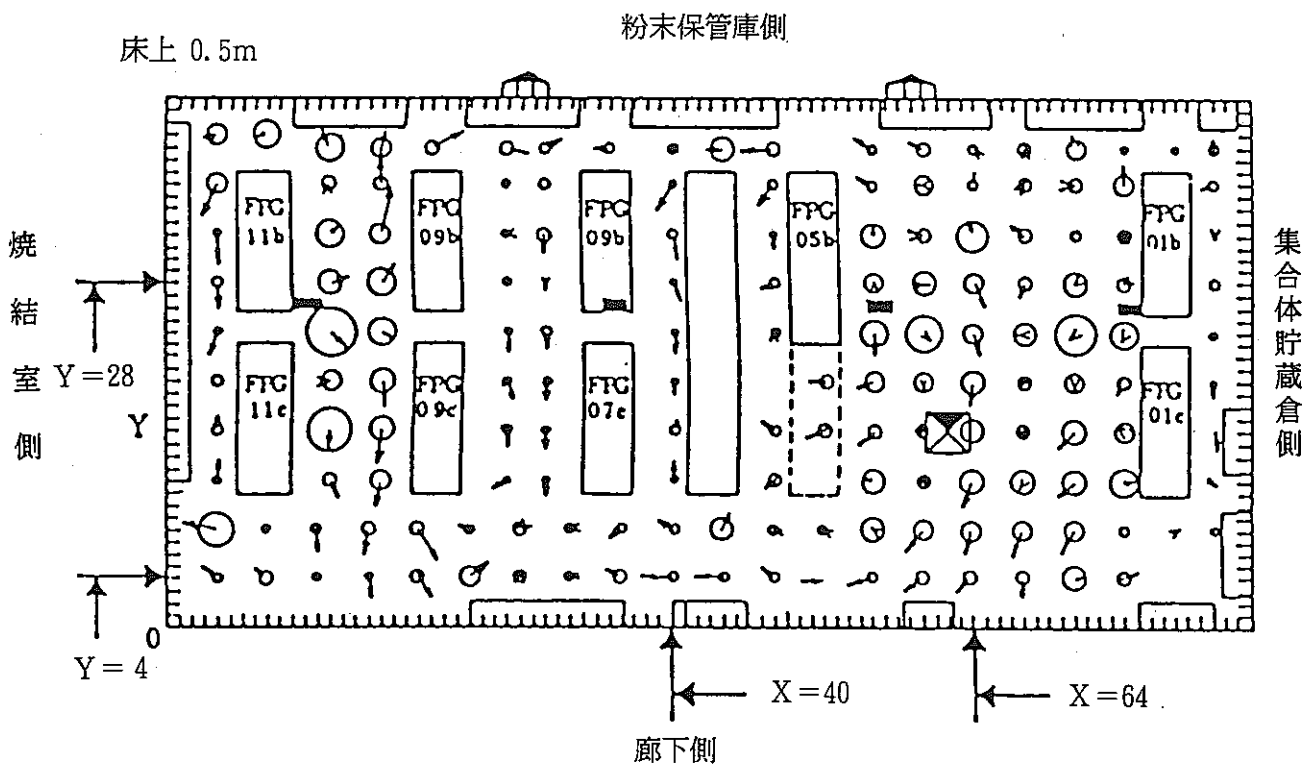 粉末保管庫側
床上 0.5m
FPG
11b
FPG
09b
FPG
09b
FPG
05b
FPG
01b
焼結室側
集合体貯蔵倉側
Y=28
Y
FPG
11c
FPG
09c
FPG
07c
FPG
01c
0
Y=4
X=40
X=64
廊下側